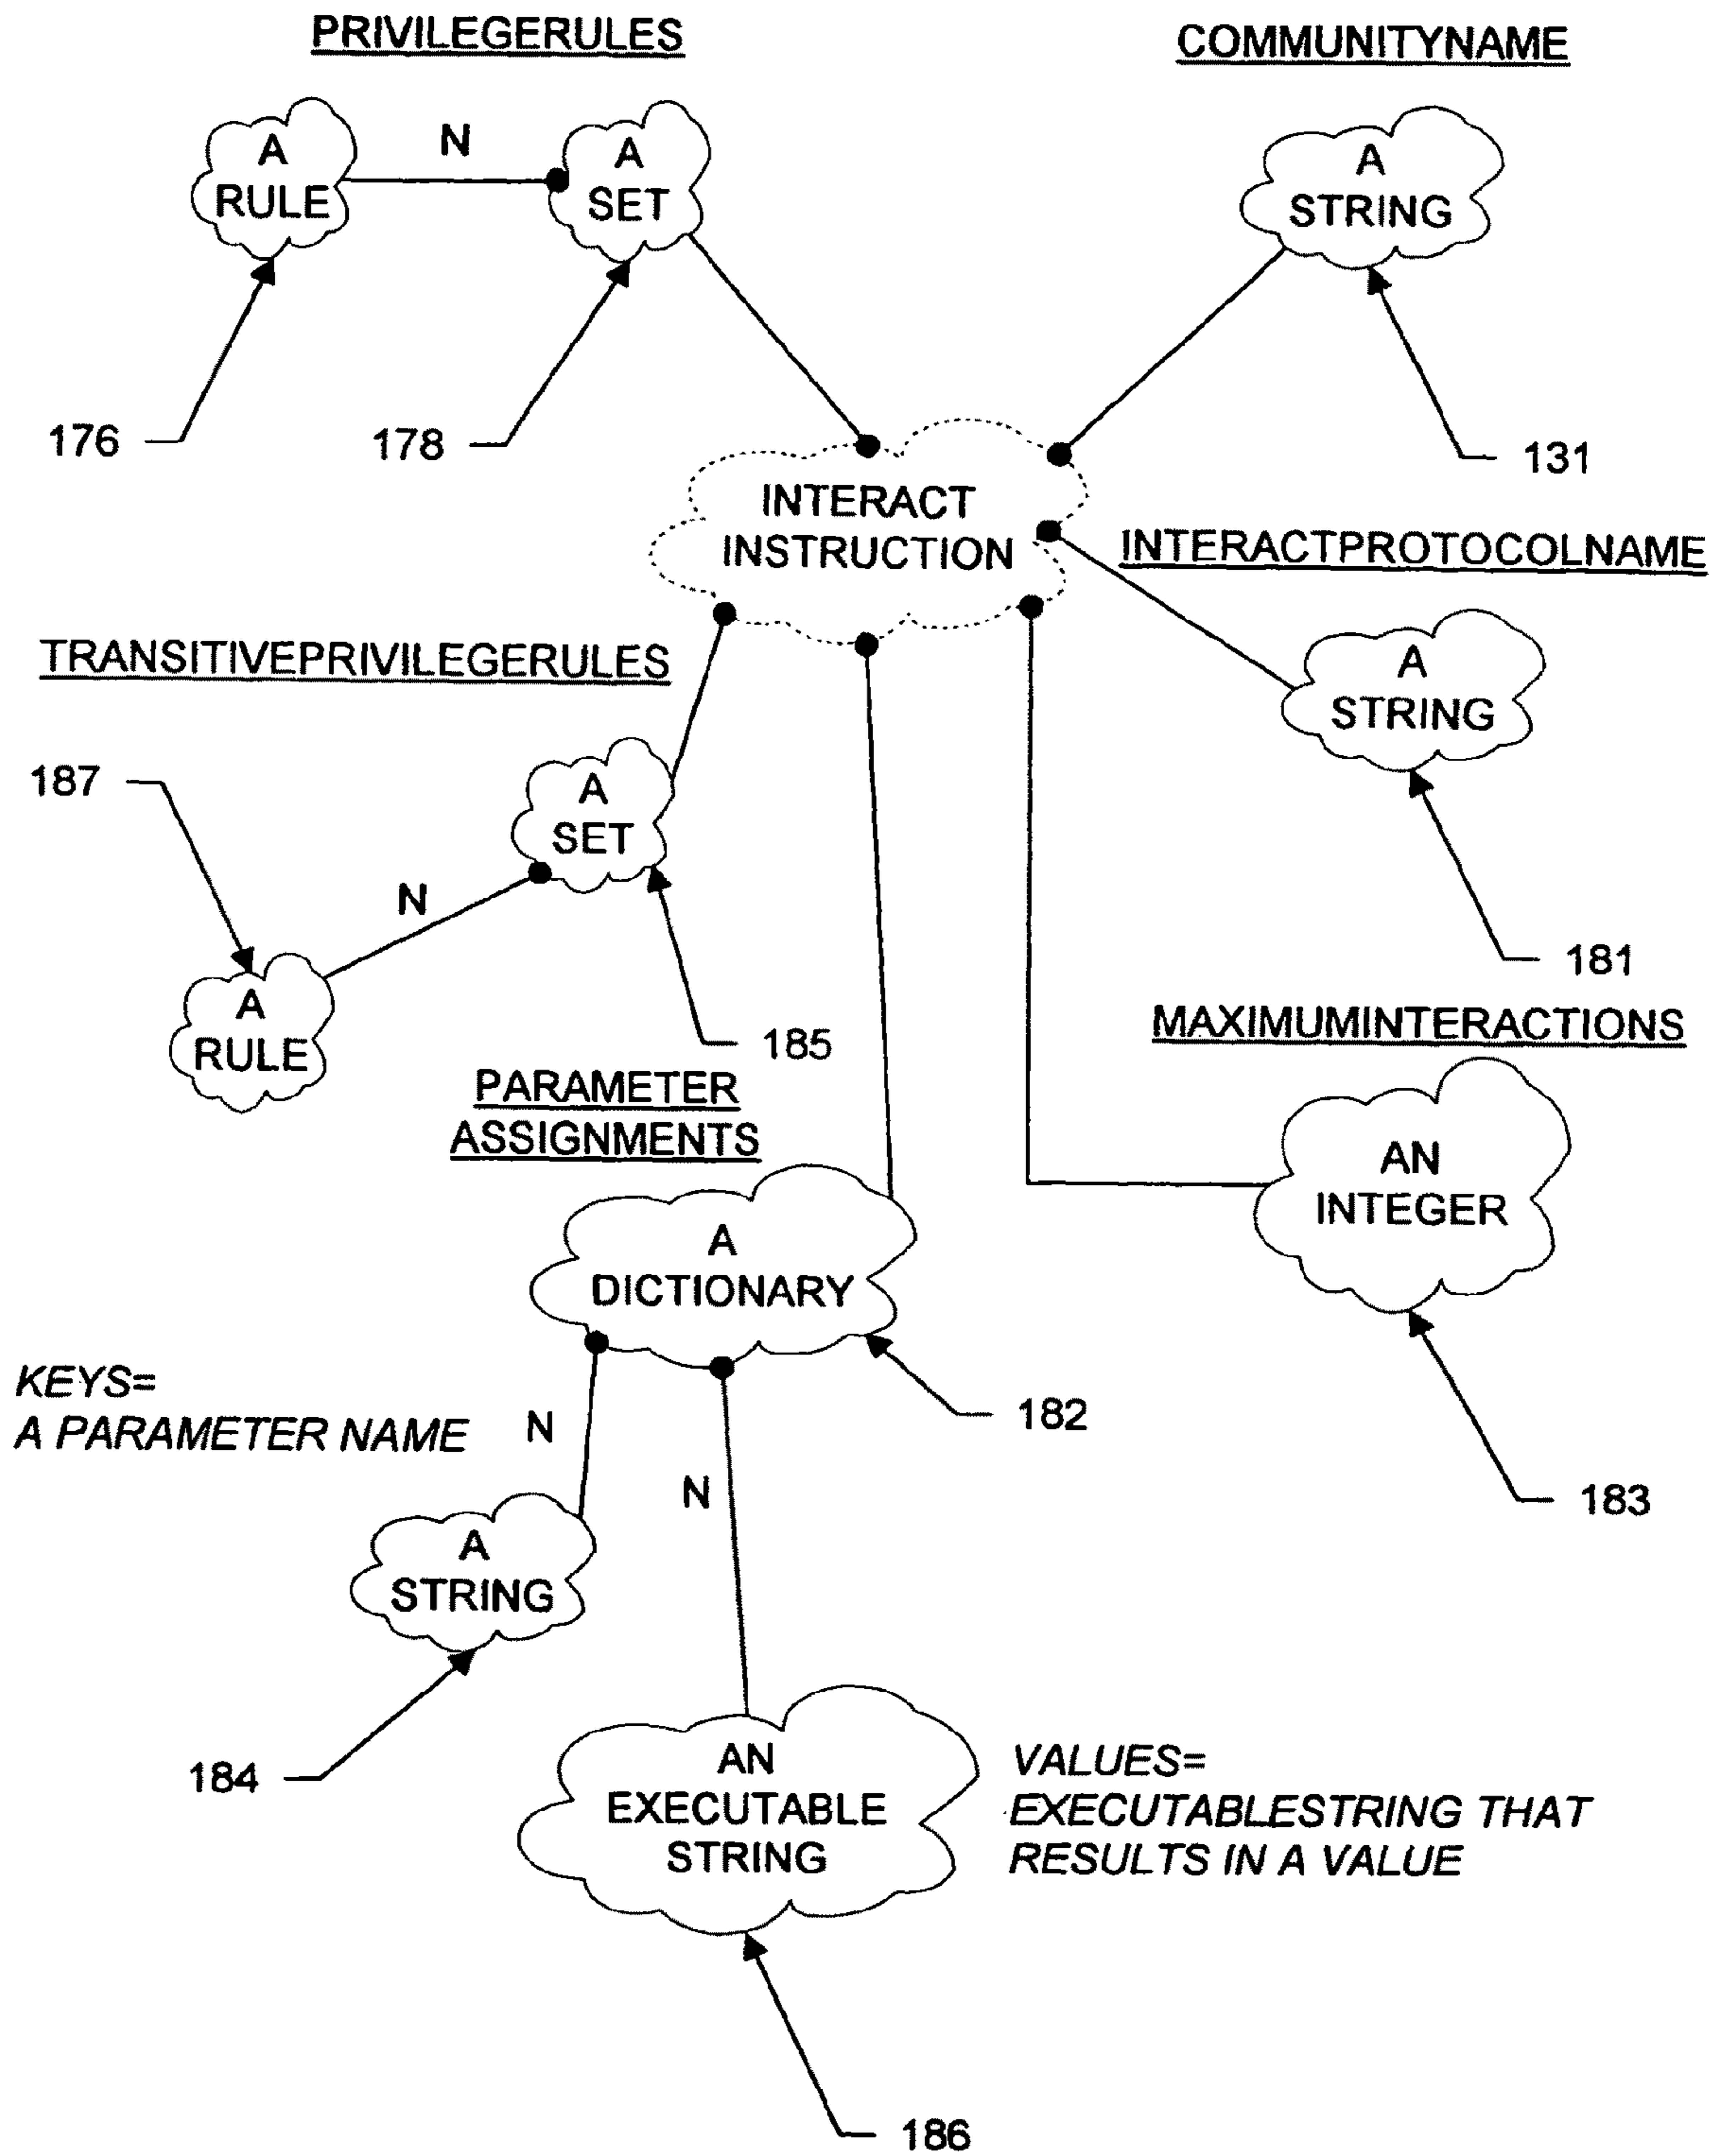 PRIVILEGERULES
COMMUNITYNAME
A
RULE
N
A
SET
A
STRING
176
178
131
INTERACT
INSTRUCTION
INTERACTPROTOCOLNAME
A
STRING
181
TRANSITIVEPRIVILEGERULES
187
A
SET
N
A
RULE
185
MAXIMUMINTERACTIONS
AN
INTEGER
183
PARAMETER
ASSIGNMENTS
A
DICTIONARY
182
KEYS=
A PARAMETER NAME
N
N
A
STRING
184
AN
EXECUTABLE
STRING
VALUES=
EXECUTABLESTRING THAT
RESULTS IN A VALUE
186